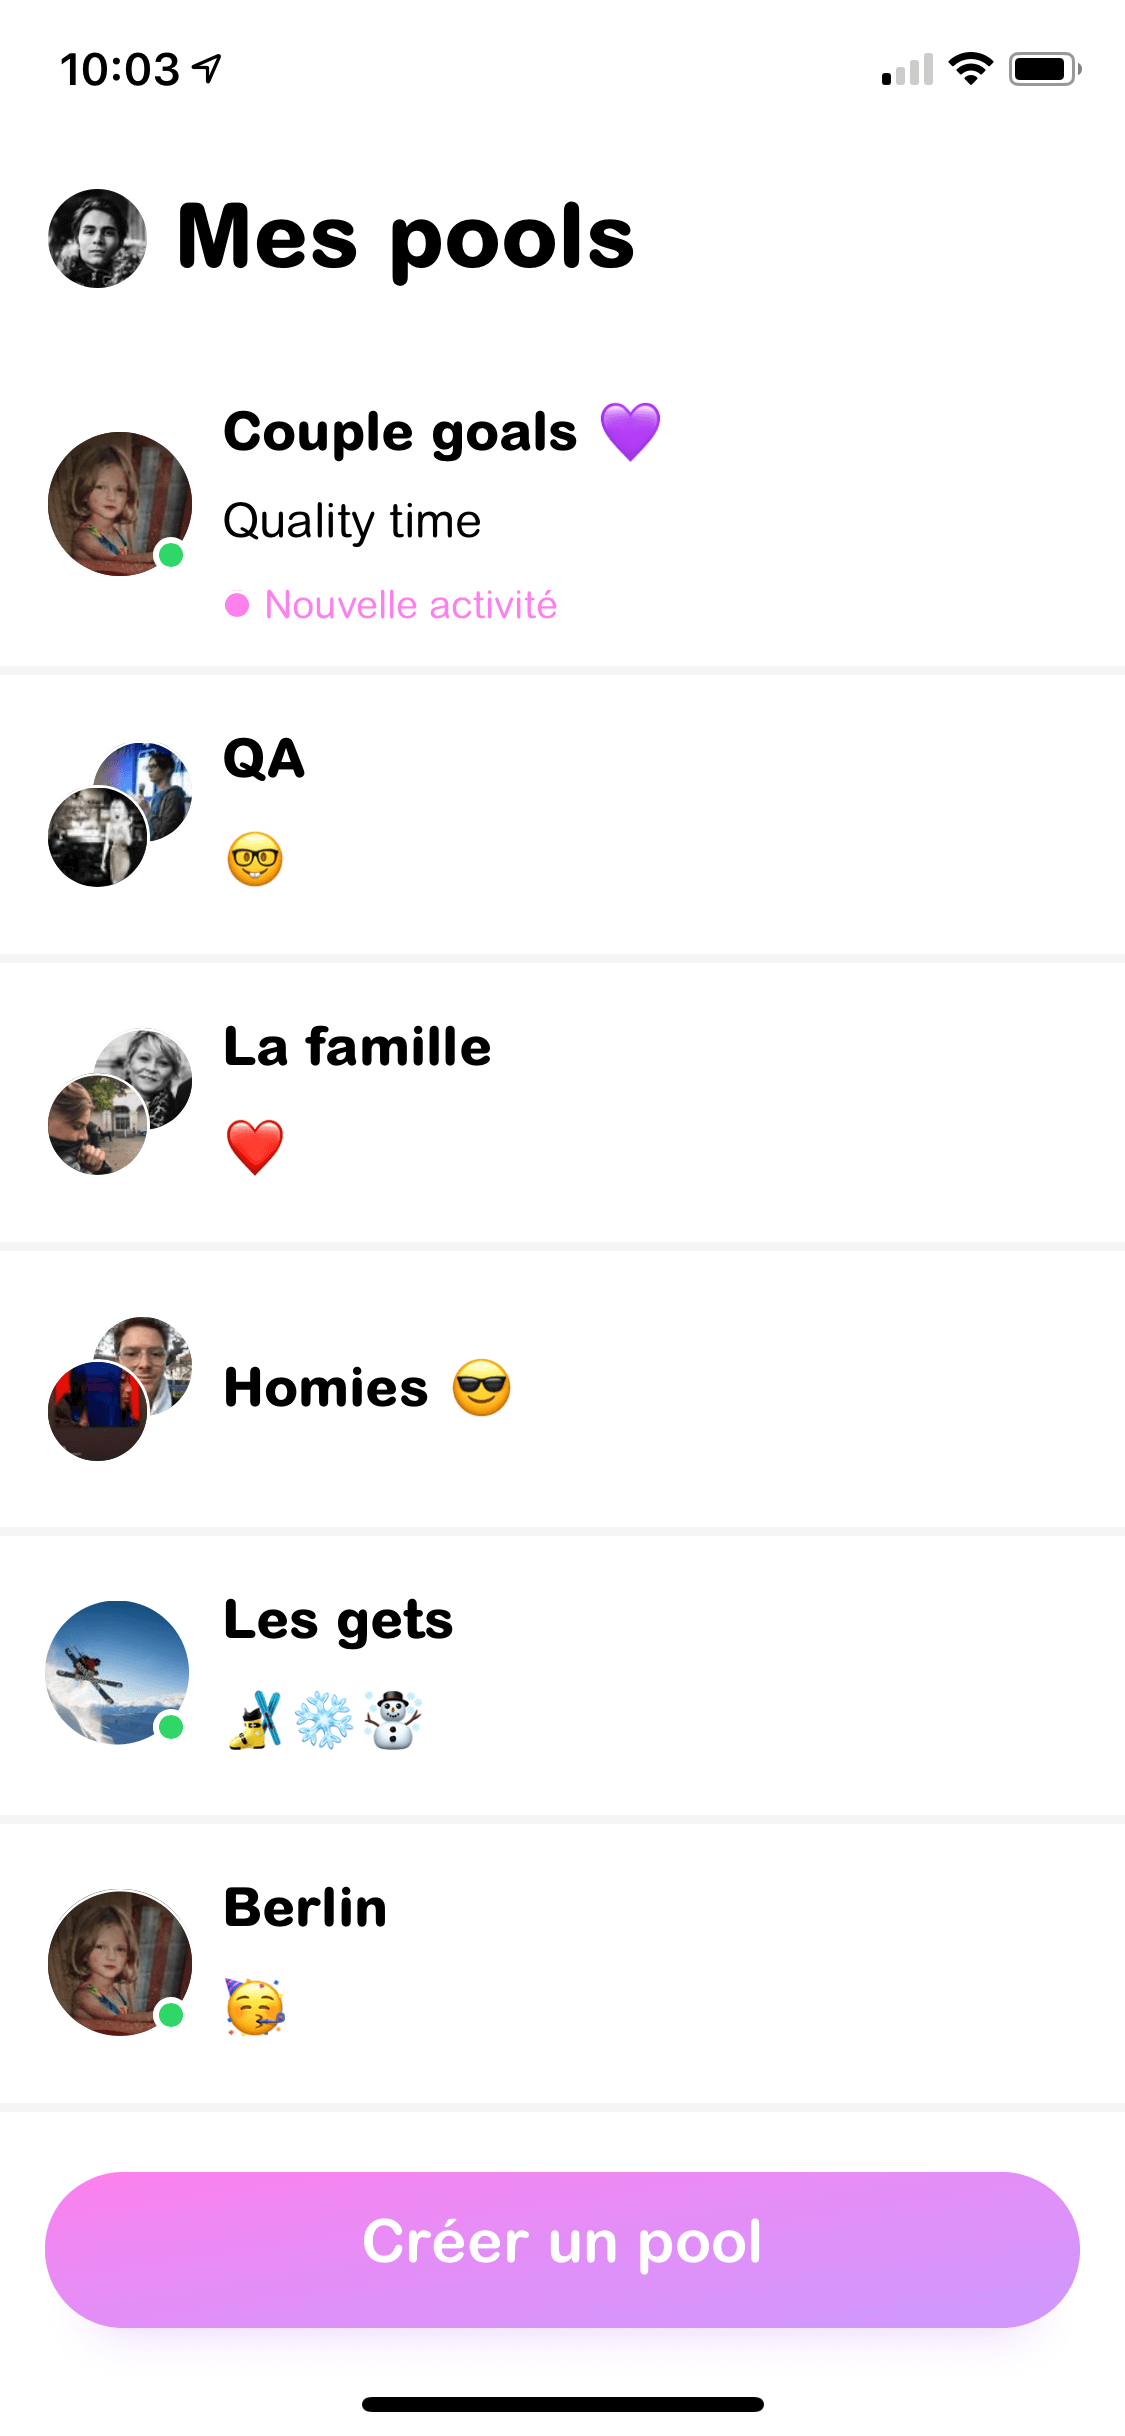 10:03
Mes pools
Couple goals 💜
Quality time
Nouvelle activité
QA
🤓
La famille
❤️
Homies 😎
Les gets
🎿❄️☃️
Berlin
🥳
Créer un pool